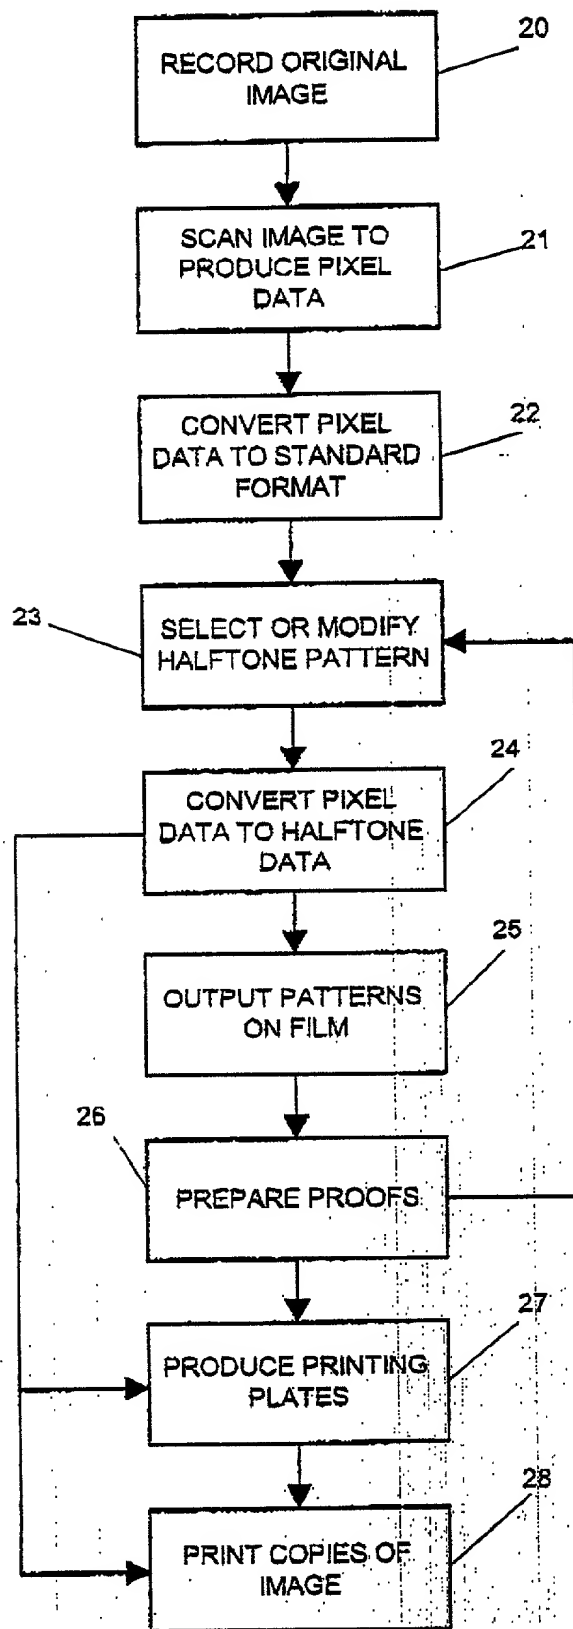 20
RECORD ORIGINAL
IMAGE
SCAN IMAGE TO
PRODUCE PIXEL
DATA
21
CONVERT PIXEL
DATA TO STANDARD
FORMAT
22
23
SELECT OR MODIFY
HALFTONE PATTERN
24
CONVERT PIXEL
DATA TO HALFTONE
DATA
25
OUTPUT PATTERNS
ON FILM
26
PREPARE PROOFS
27
PRODUCE PRINTING
PLATES
28
PRINT COPIES OF
IMAGE